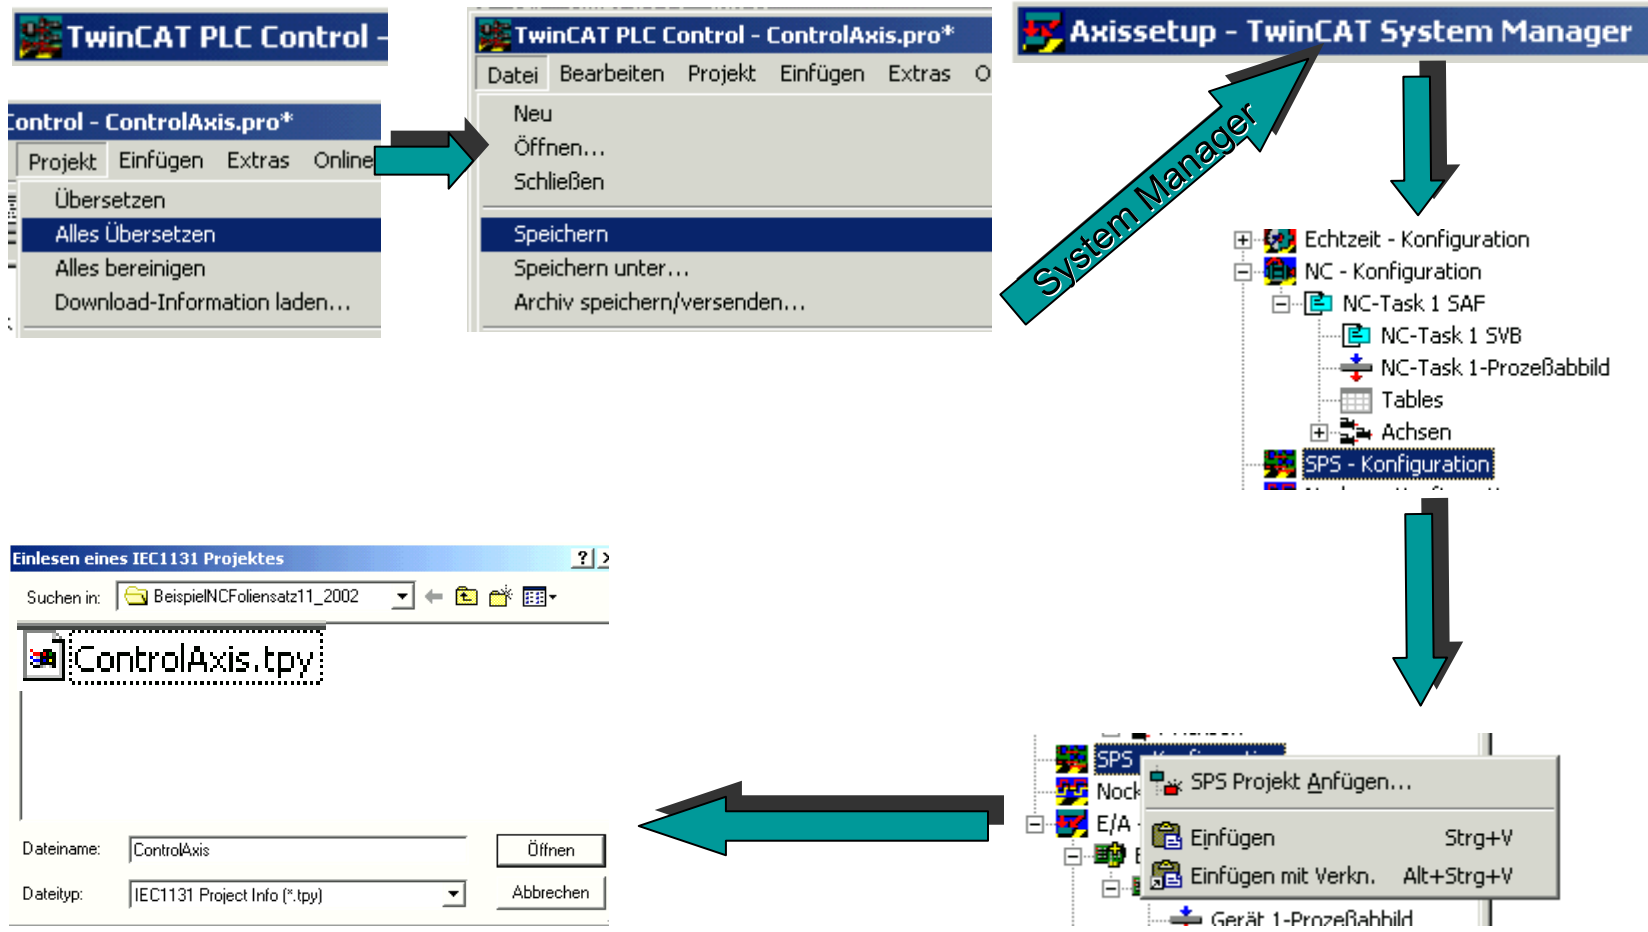 TwinCAT PLC Control -
Control - ControlAxis.pro*
Projekt Einfügen Extras Online
Übersetzen
Alles Übersetzen
Alles bereinigen
Download-Information laden...
TwinCAT PLC Control - ControlAxis.pro*
Datei Bearbeiten Projekt Einfügen Extras O
Neu
Öffnen...
Schließen
Speichern
Speichern unter...
Archiv speichern/versenden...
System Manager
Axissetup - TwinCAT System Manager
Echtzeit - Konfiguration
NC - Konfiguration
NC-Task 1 SAF
NC-Task 1 SVB
NC-Task 1-Prozeßabbild
Tables
Achsen
SPS - Konfiguration
SPS
Nock
E/A -
SPS Projekt Anfügen...
Einfügen Strg+V
Einfügen mit Verkn. Alt+Strg+V
Gerät 1-Prozeßabbild
Einlesen eines IEC1131 Projektes
Suchen in: BeispielNCFoliensatz11_2002
ControlAxis.tpy
Dateiname: ControlAxis Öffnen
Dateityp: IEC1131 Project Info (*.tpy) Abbrechen